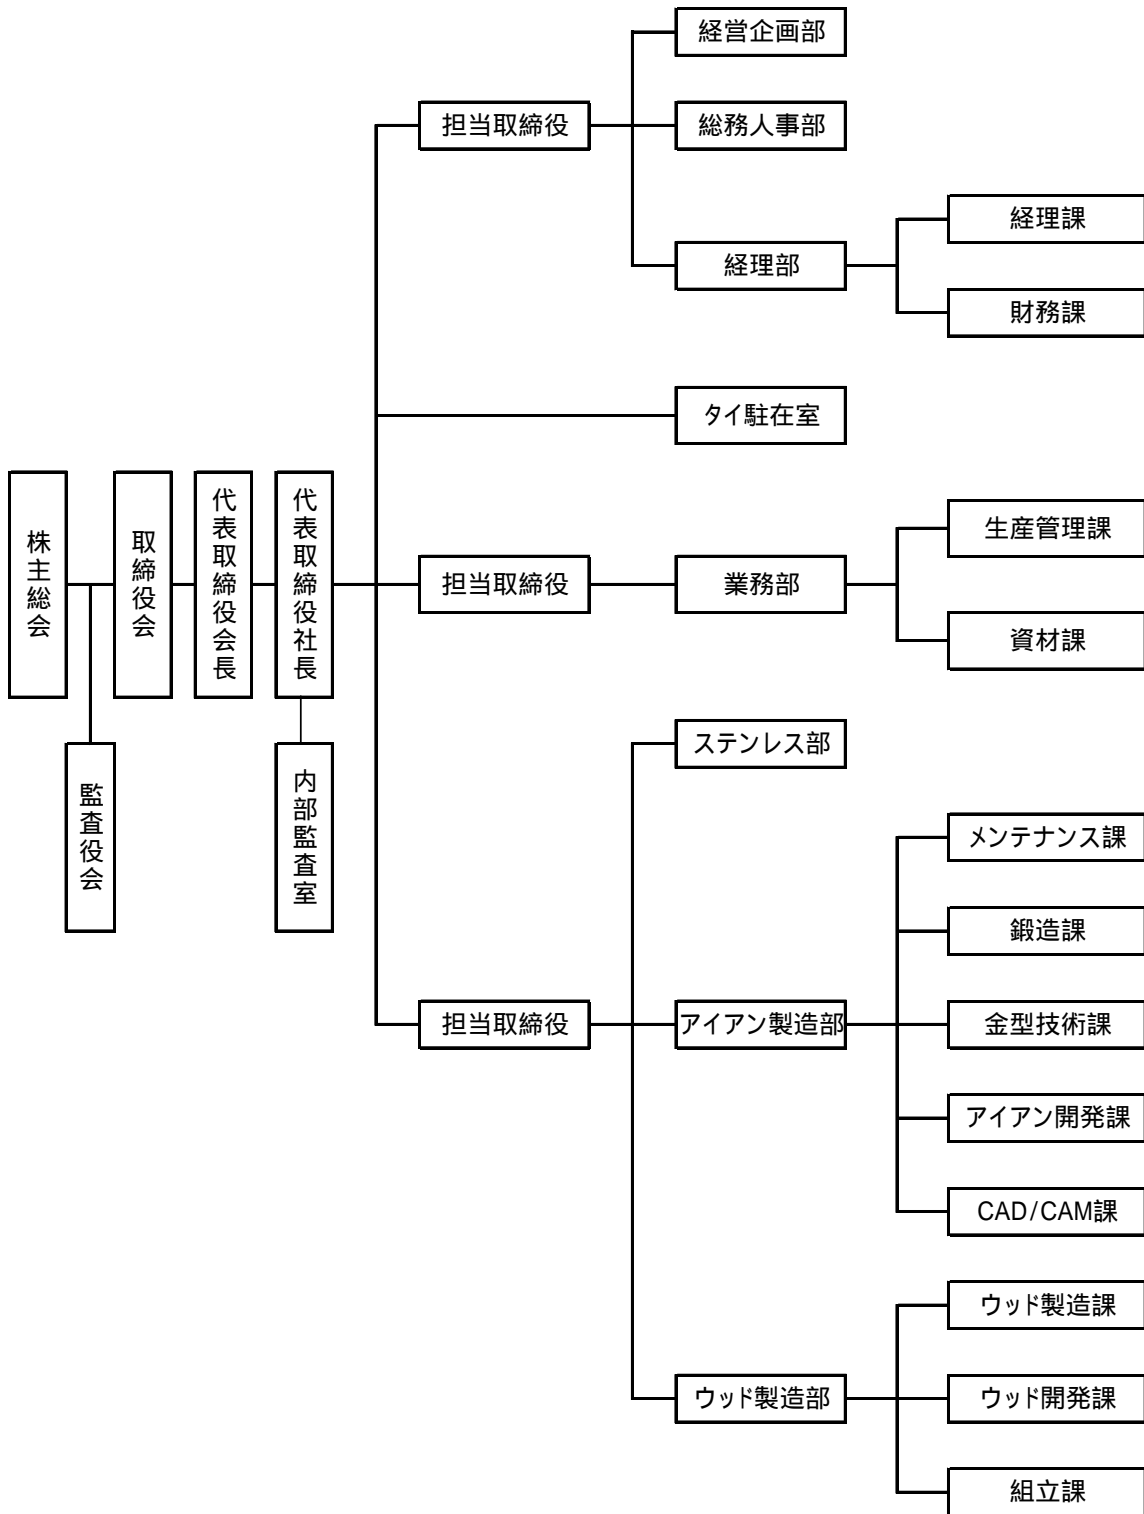 経営企画部
担当取締役
総務人事部
経理課
経理部
財務課
タイ駐在室
株主総会
取締役会
代表取締役会長
代表取締役社長
生産管理課
担当取締役
業務部
資材課
監査役会
内部監査室
ステンレス部
メンテナンス課
鍛造課
担当取締役
アイアン製造部
金型技術課
アイアン開発課
CAD/CAM課
ウッド製造課
ウッド製造部
ウッド開発課
組立課